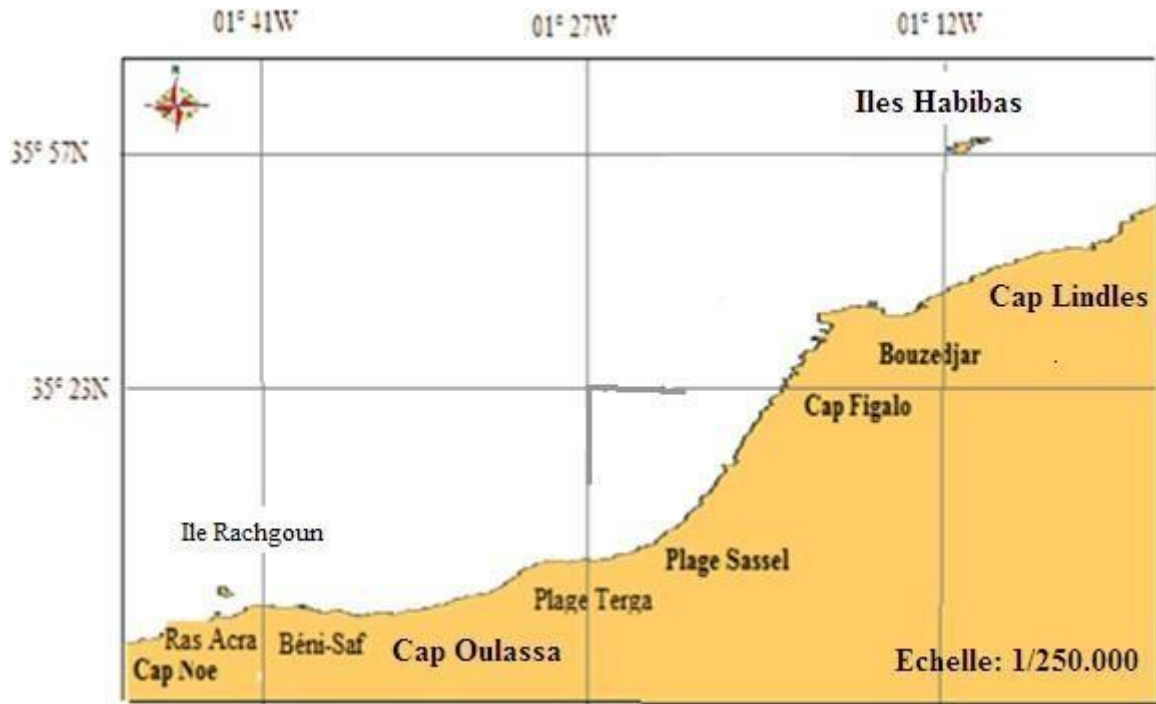 01° 41W 01° 27W 01° 12W
N
Iles Habibas
35° 57N
Cap Lindles
Bouzedjar
35° 23N
Cap Figalo
Ile Rachgoun
Plage Sassel
Plage Terga
Ras Acra Béni-Saf Cap Oulassa
Cap Noe
Echelle: 1/250.000